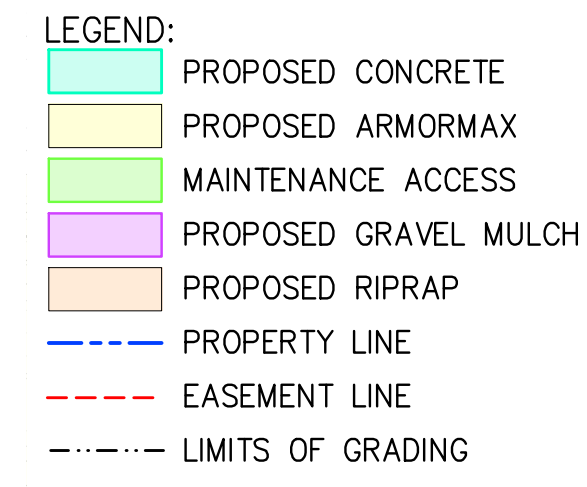 LEGEND:
PROPOSED CONCRETE
PROPOSED ARMORMAX
MAINTENANCE ACCESS
PROPOSED GRAVEL MULCH
PROPOSED RIPRAP
PROPERTY LINE
EASEMENT LINE
LIMITS OF GRADING